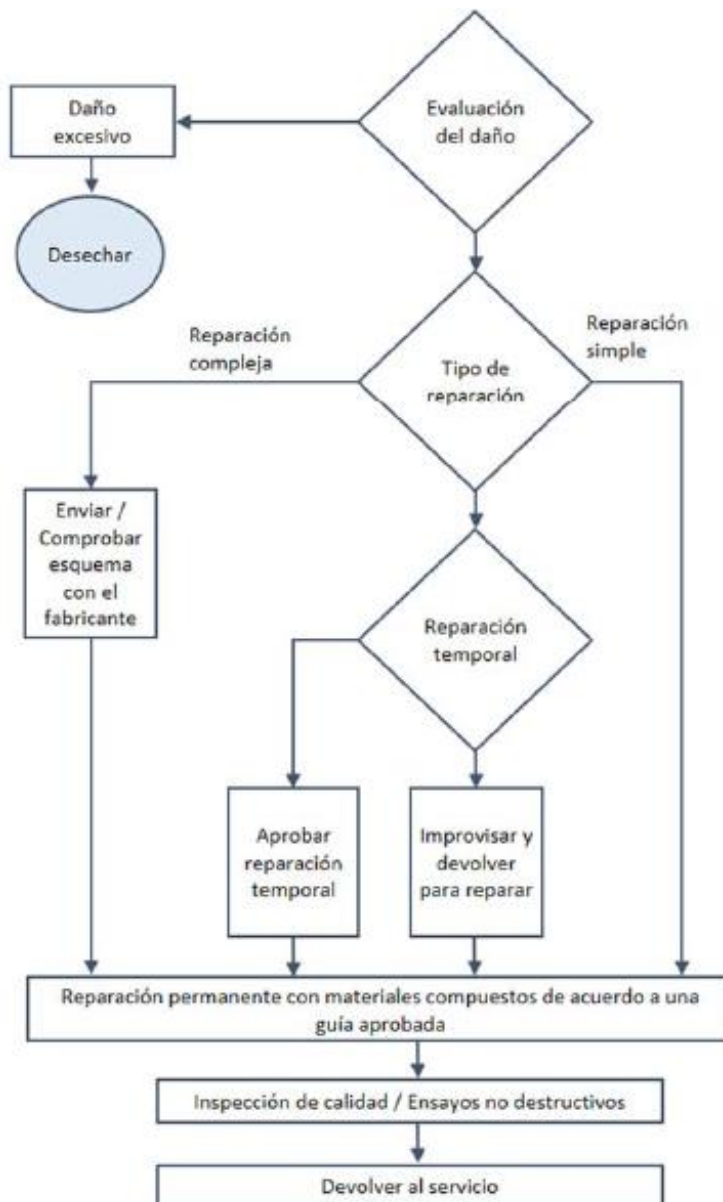 Evaluación
del daño
Daño
excesivo
Desechar
Reparación
compleja
Tipo de
reparación
Reparación
simple
Enviar /
Comprobar
esquema
con el
fabricante
Reparación
temporal
Aprobar
reparación
temporal
Improvisar y
devolver
para reparar
Reparación permanente con materiales compuestos de acuerdo a una
guía aprobada
Inspección de calidad / Ensayos no destructivos
Devolver al servicio